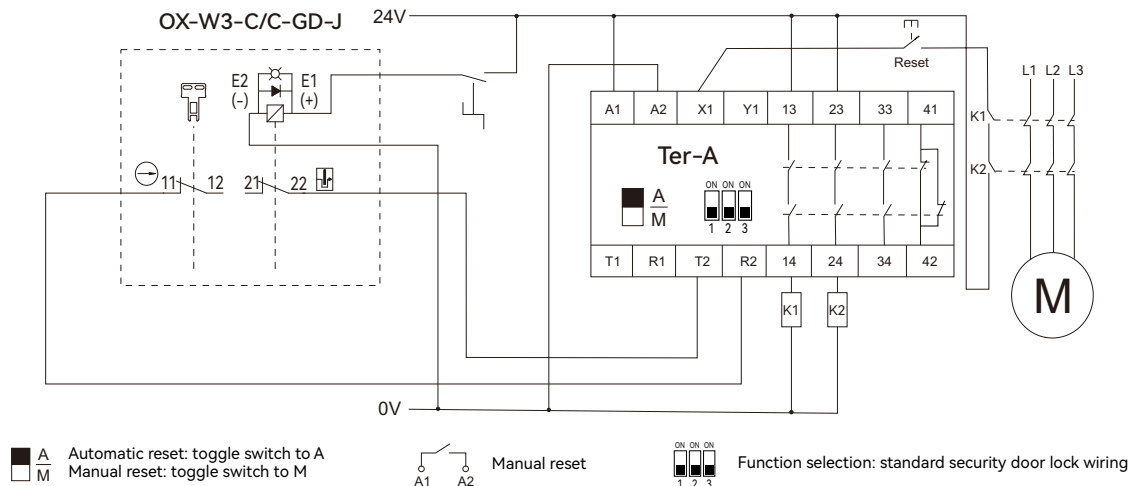 OX-W3-C/C-GD-J
24V
E2 E1
(-) (+)
Reset
L1 L2 L3
A1 A2 X1 Y1 13 23 33 41
K1
Ter-A
K2
11 12 21 22
A
M
ON ON ON
1 2 3
T1 R1 T2 R2 14 24 34 42
M
K1 K2
0V
A
M
Automatic reset: toggle switch to A
Manual reset: toggle switch to M
A1 A2
Manual reset
ON ON ON
1 2 3
Function selection: standard security door lock wiring